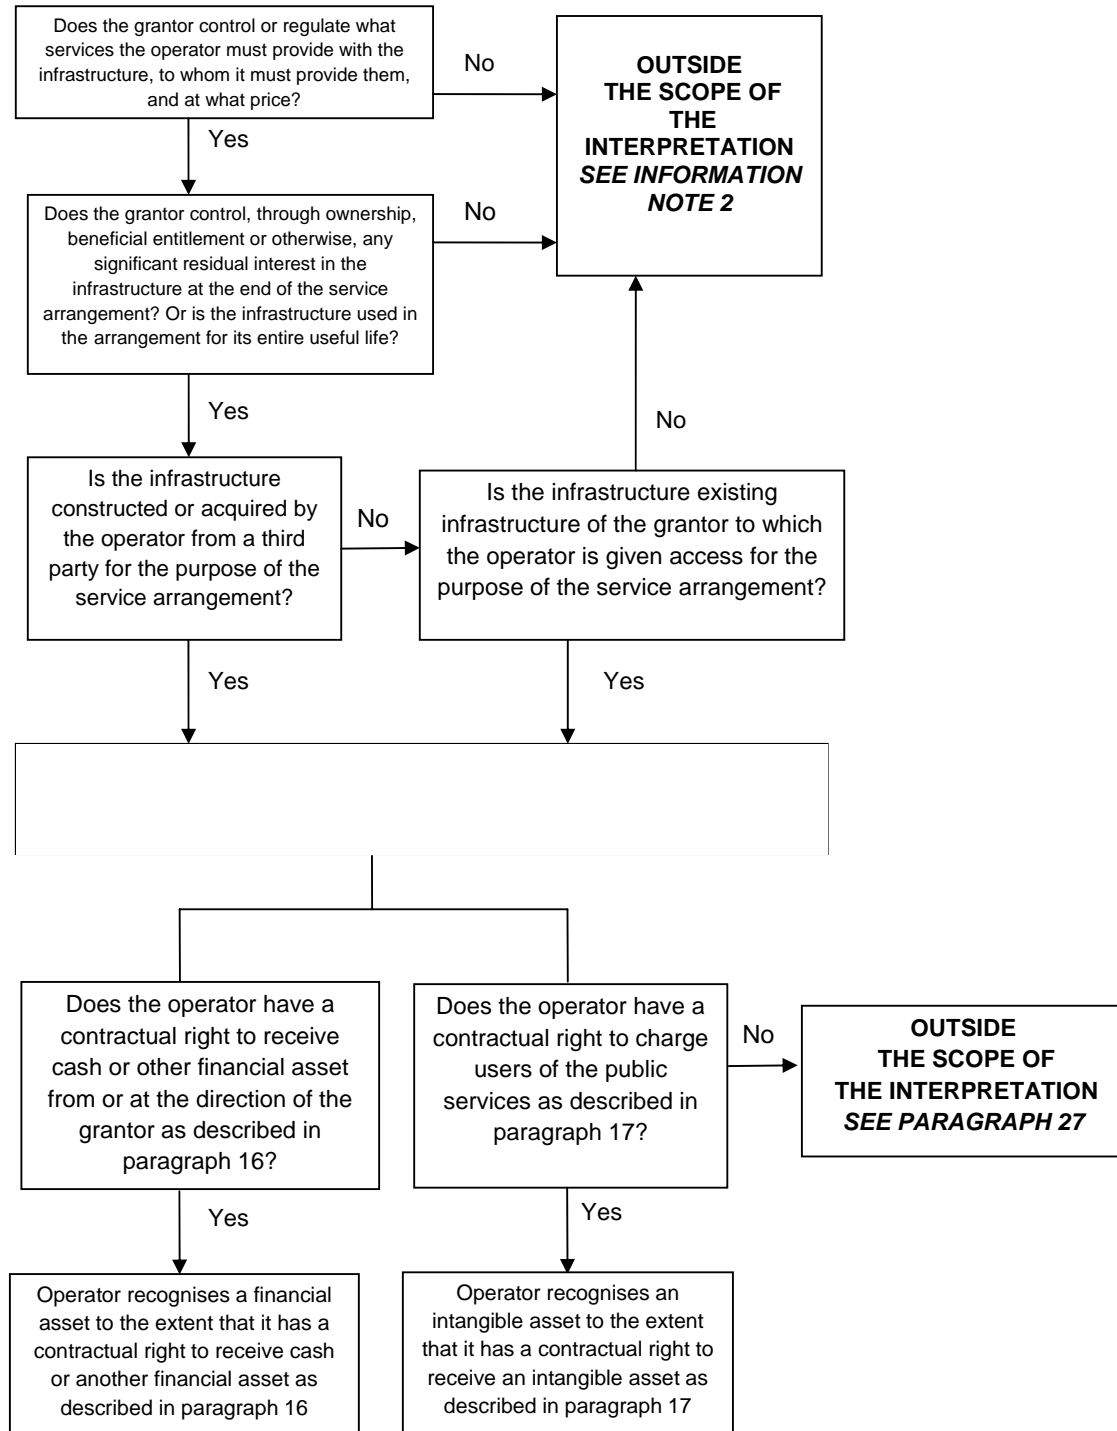 Does the grantor control or regulate what
services the operator must provide with the
infrastructure, to whom it must provide them,
and at what price?
No
OUTSIDE
THE SCOPE OF
THE
INTERPRETATION
SEE INFORMATION
NOTE 2
Yes
Does the grantor control, through ownership,
beneficial entitlement or otherwise, any
significant residual interest in the
infrastructure at the end of the service
arrangement? Or is the infrastructure used in
the arrangement for its entire useful life?
No
Yes
No
Is the infrastructure
constructed or acquired by
the operator from a third
party for the purpose of the
service arrangement?
No
Is the infrastructure existing
infrastructure of the grantor to which
the operator is given access for the
purpose of the service arrangement?
Yes
Yes
Does the operator have a
contractual right to receive
cash or other financial asset
from or at the direction of the
grantor as described in
paragraph 16?
Does the operator have a
contractual right to charge
users of the public
services as described in
paragraph 17?
No
OUTSIDE
THE SCOPE OF
THE INTERPRETATION
SEE PARAGRAPH 27
Yes
Yes
Operator recognises a financial
asset to the extent that it has a
contractual right to receive cash
or another financial asset as
described in paragraph 16
Operator recognises an
intangible asset to the extent
that it has a contractual right to
receive an intangible asset as
described in paragraph 17